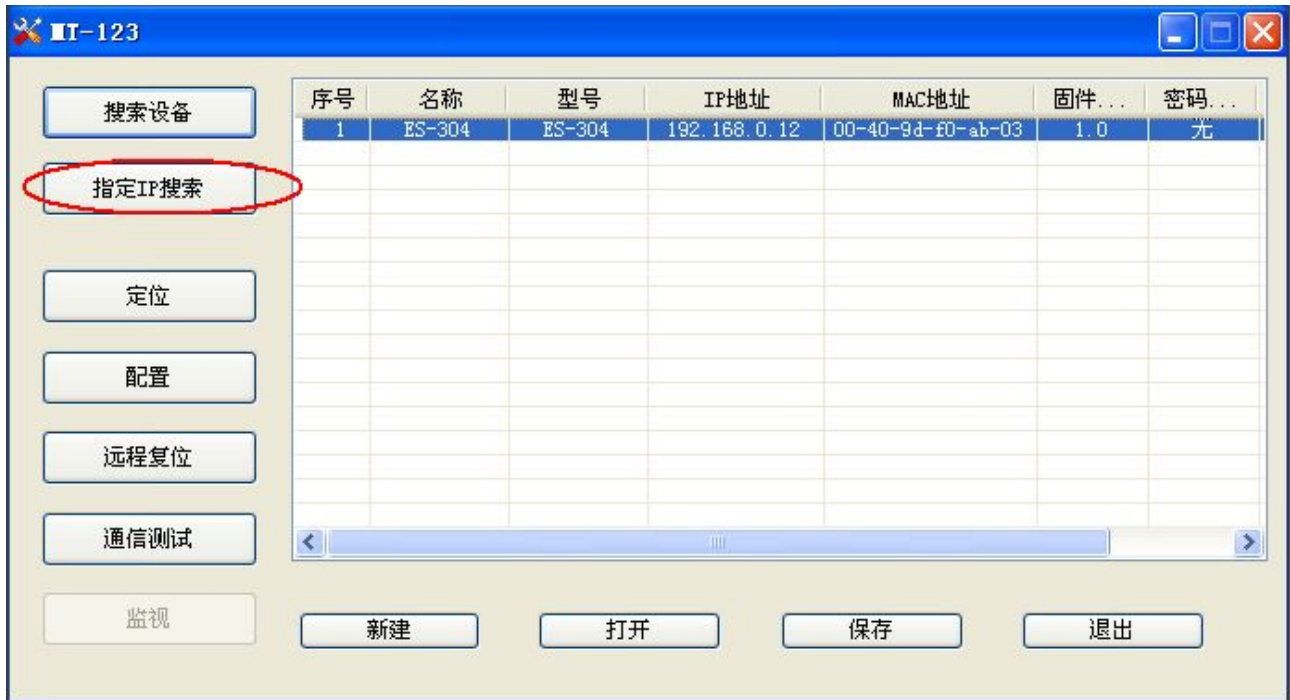 MT-123
搜索设备
序号 名称 型号 IP地址 MAC地址 固件... 密码...
1 ES-304 ES-304 192.168.0.12 00-40-9d-f0-ab-03 1.0 无
指定IP搜索
定位
配置
远程复位
通信测试
监视
新建 打开 保存 退出